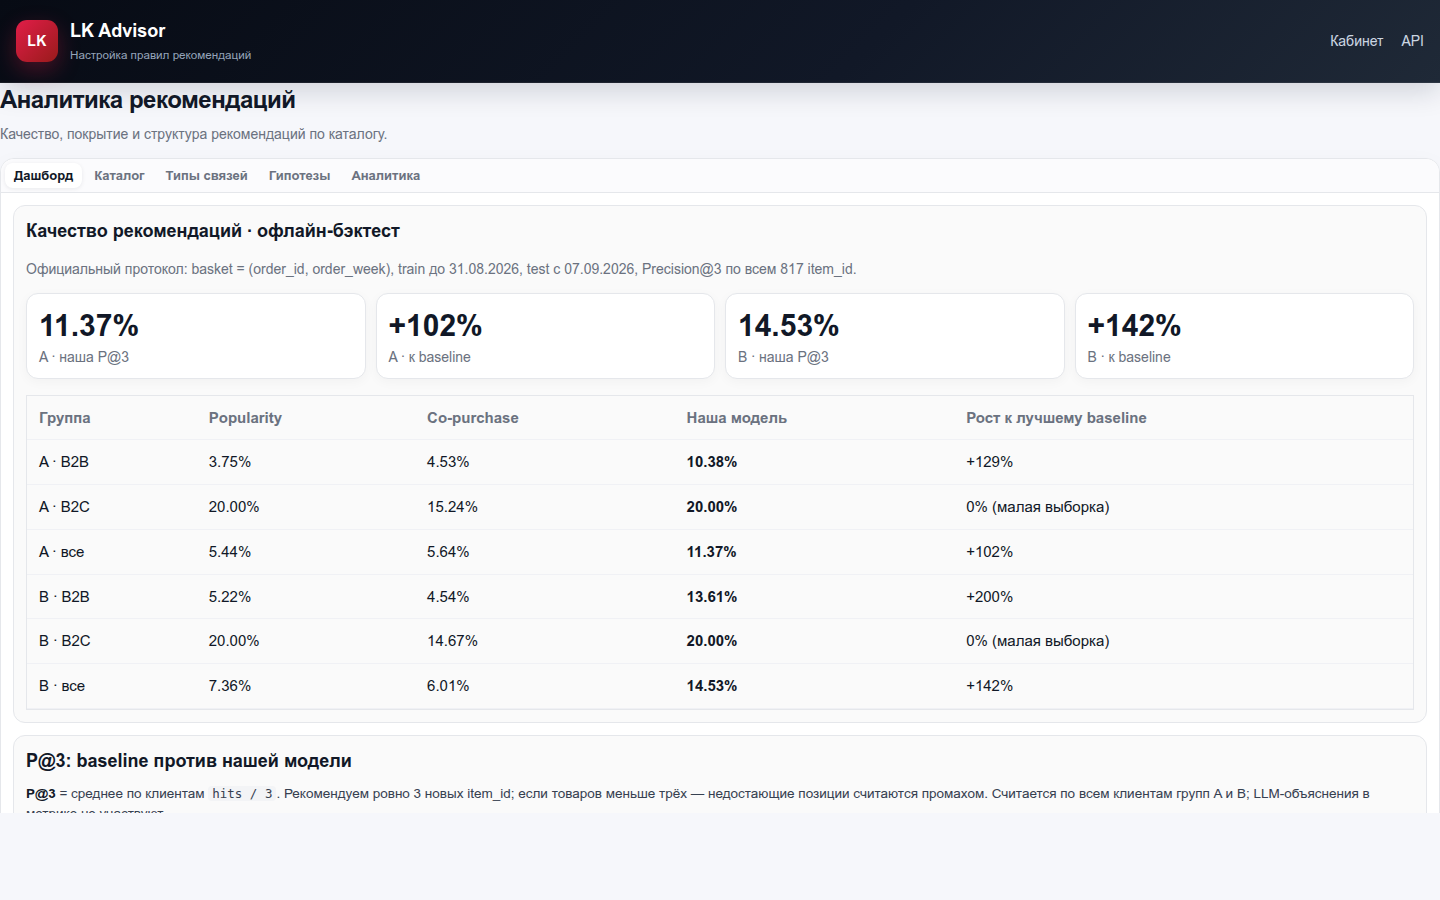 LK
LK Advisor
Настройка правил рекомендаций
Кабинет API
Аналитика рекомендаций
Качество, покрытие и структура рекомендаций по каталогу.
Дашборд Каталог Типы связей Гипотезы Аналитика
Качество рекомендаций · офлайн-бэктест
Официальный протокол: basket = (order_id, order_week), train до 31.08.2026, test с 07.09.2026, Precision@3 по всем 817 item_id.
11.37%
A · наша P@3
+102%
A · к baseline
14.53%
B · наша P@3
+142%
B · к baseline
Группа Popularity Co-purchase Наша модель Рост к лучшему baseline
A · B2B 3.75% 4.53% 10.38% +129%
A · B2C 20.00% 15.24% 20.00% 0% (малая выборка)
A · все 5.44% 5.64% 11.37% +102%
B · B2B 5.22% 4.54% 13.61% +200%
B · B2C 20.00% 14.67% 20.00% 0% (малая выборка)
B · все 7.36% 6.01% 14.53% +142%
P@3: baseline против нашей модели
P@3 = среднее по клиентам hits / 3. Рекомендуем ровно 3 новых item_id; если товаров меньше трёх — недостающие позиции считаются промахом. Считается по всем клиентам групп A и B; LLM-объяснения в